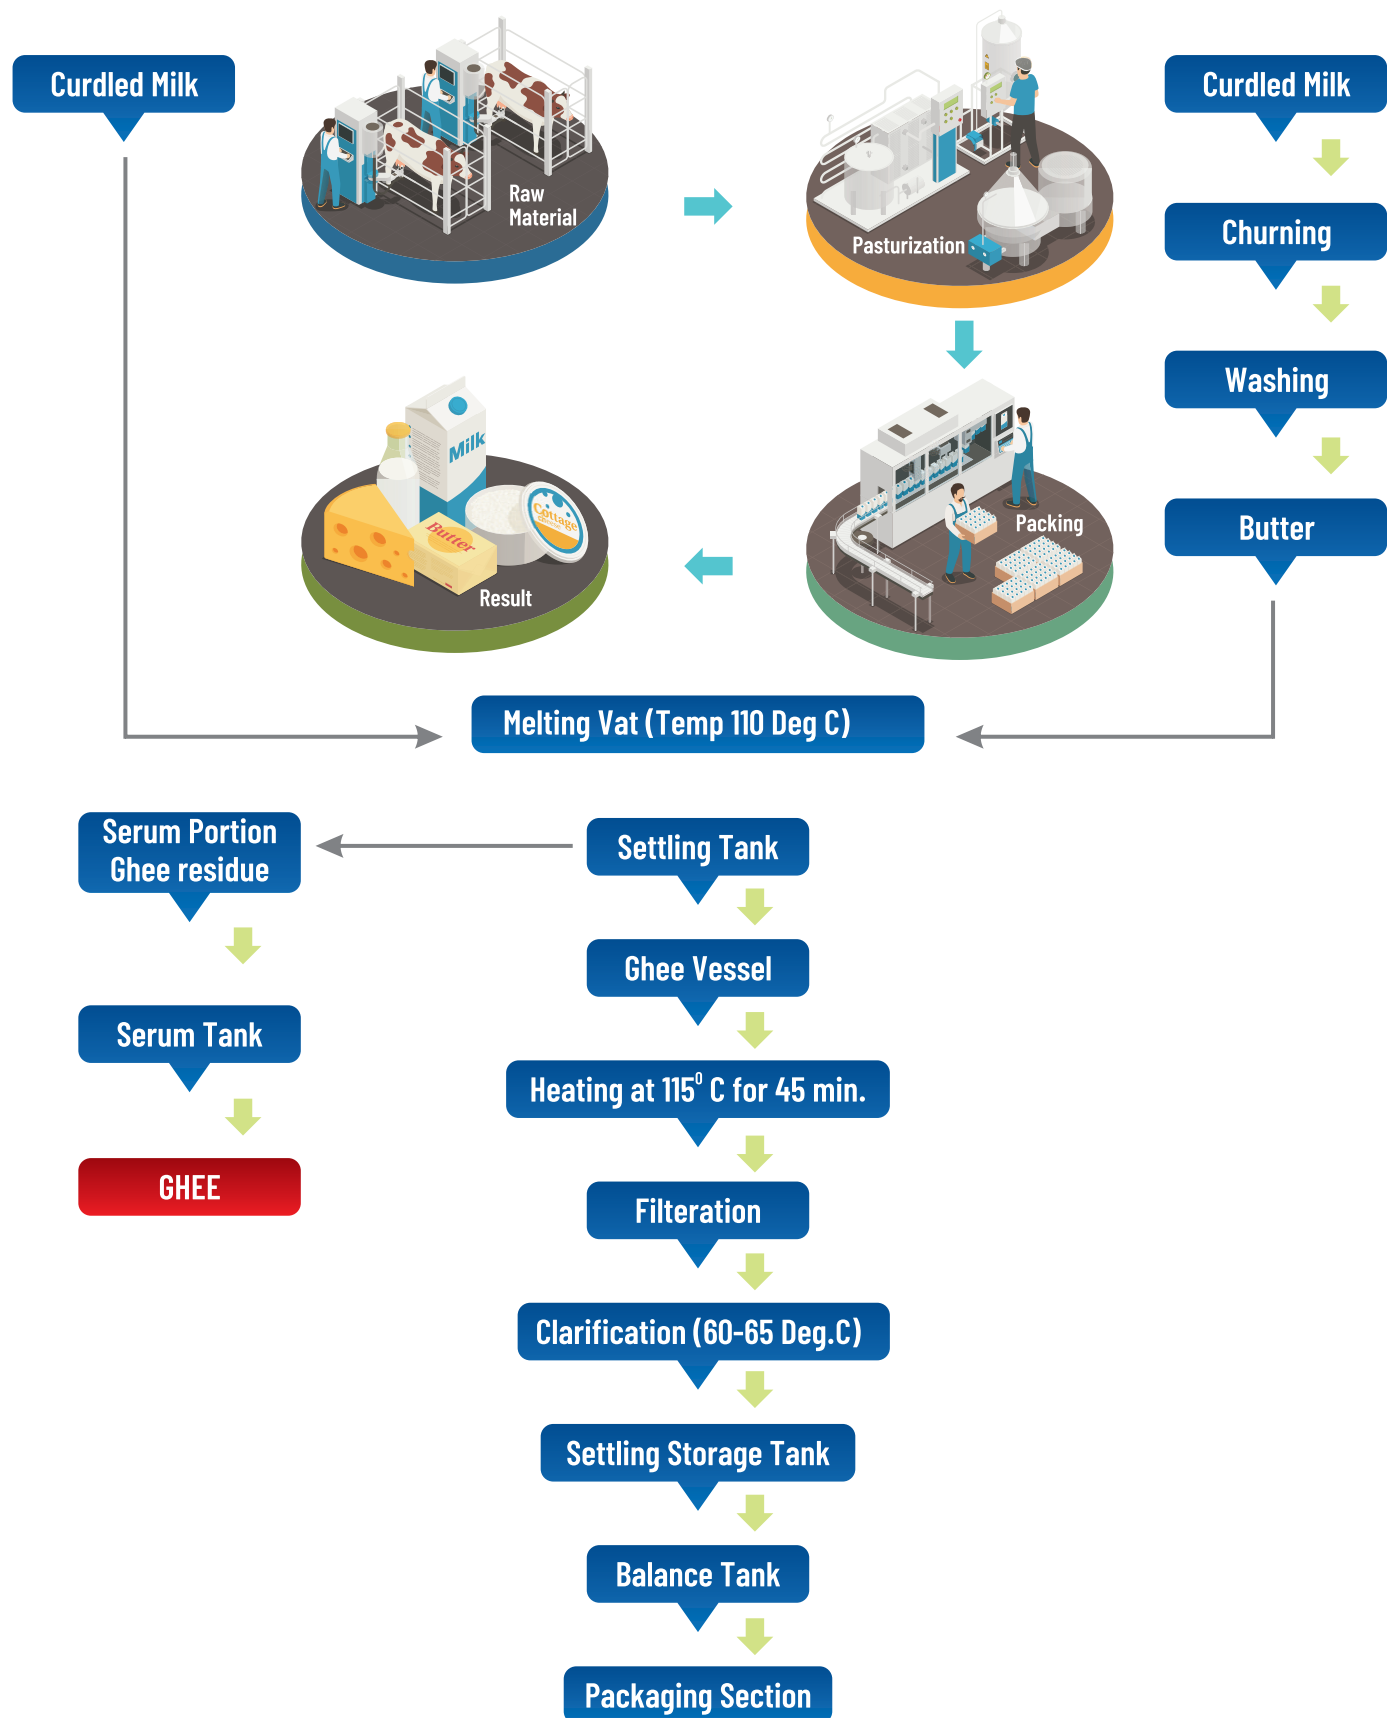 Curdled Milk
Raw
Material
Pasturization
Curdled Milk
Churning
Washing
Butter
Milk
Butter
Cottage
Result
Packing
Melting Vat (Temp 110 Deg C)
Serum Portion
Ghee residue
Serum Tank
GHEE
Settling Tank
Ghee Vessel
Heating at 115⁰ C for 45 min.
Filteration
Clarification (60-65 Deg.C)
Settling Storage Tank
Balance Tank
Packaging Section